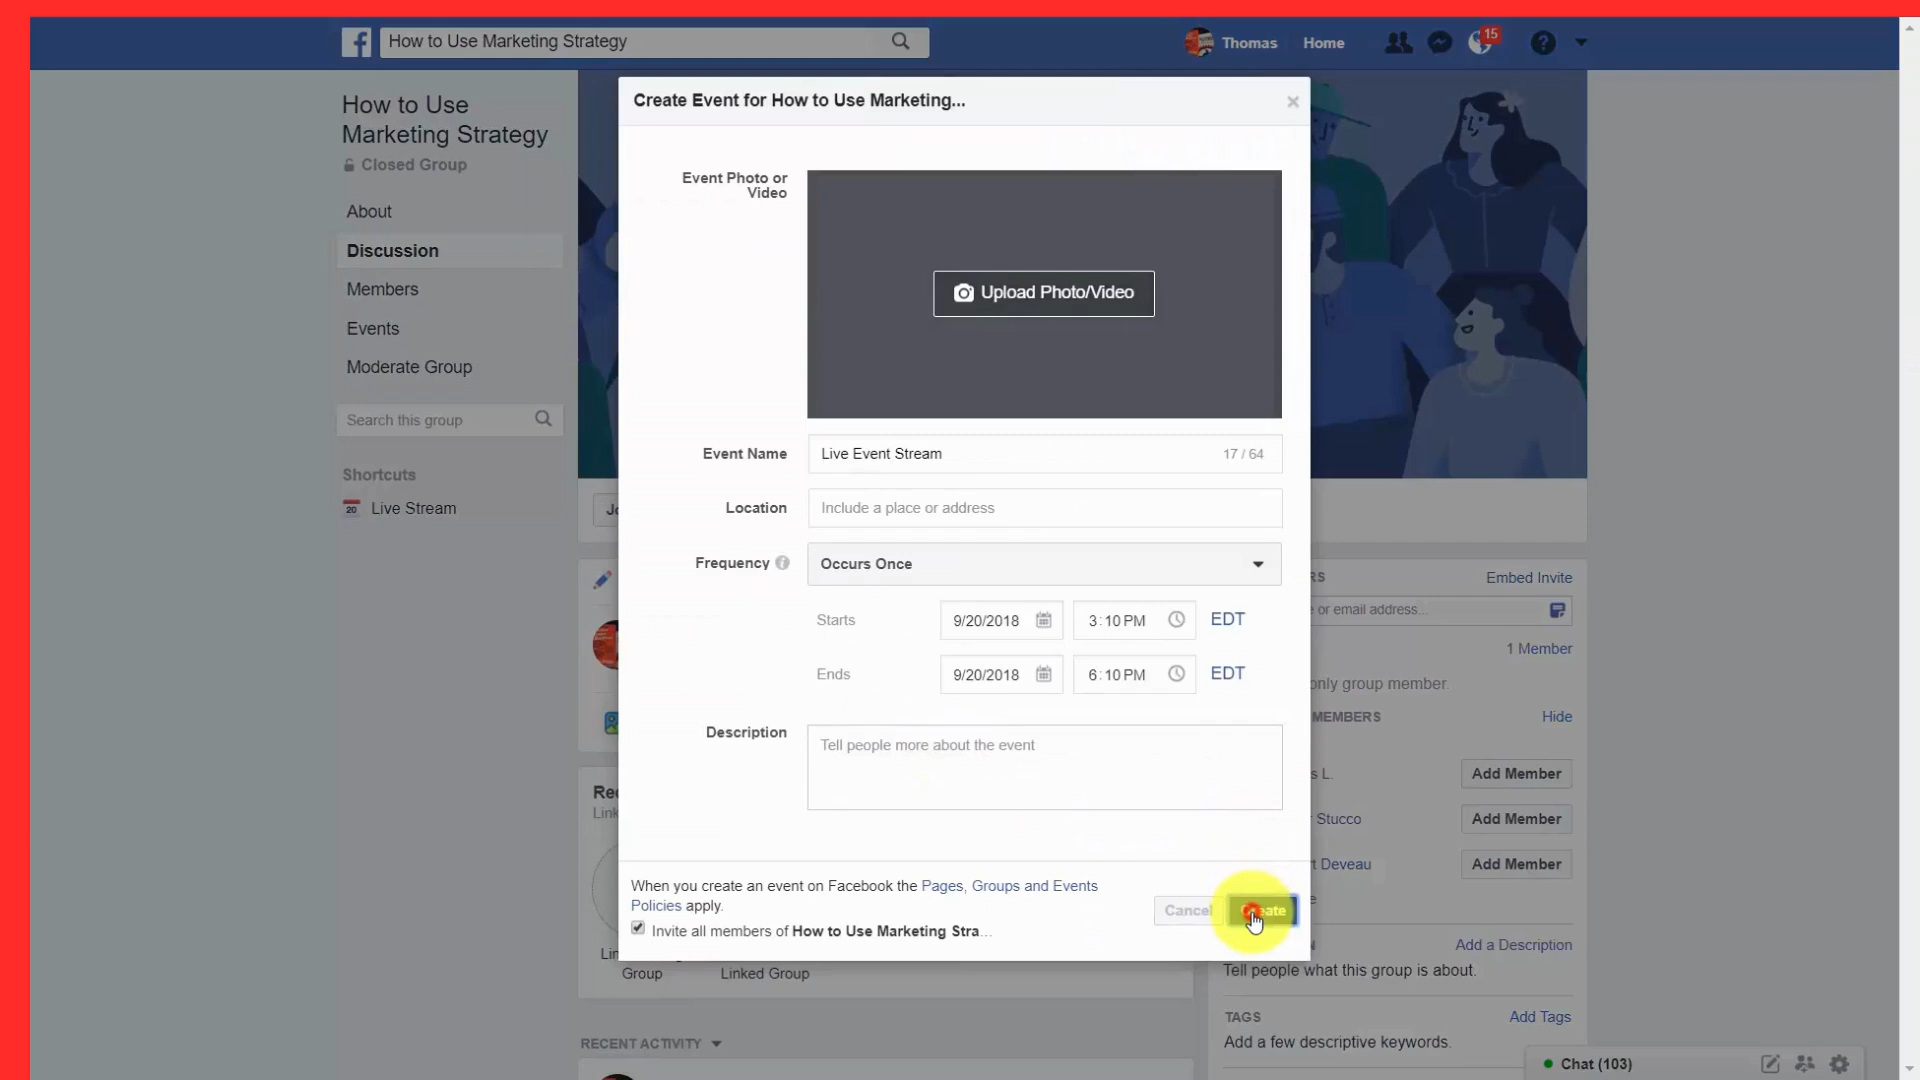 How to Use Marketing Strategy
Thomas
Home
15
How to Use
Marketing Strategy
Closed Group
About
Discussion
Members
Events
Moderate Group
Search this group
Shortcuts
20 Live Stream
Create Event for How to Use Marketing...
Event Photo or
Video
Upload Photo/Video
Event Name
Live Event Stream
17 / 64
Location
Include a place or address
Frequency
Occurs Once
Starts
9/20/2018
3:10 PM
EDT
Ends
9/20/2018
6:10 PM
EDT
Description
Tell people more about the event
When you create an event on Facebook the Pages, Groups and Events
Policies apply.
Invite all members of How to Use Marketing Stra...
Cancel
Create
Group
Linked Group
RECENT ACTIVITY
Embed Invite
or email address...
1 Member
only group member.
MEMBERS
Hide
s L.
Add Member
Stucco
Add Member
Deveau
Add Member
Add a Description
Tell people what this group is about.
TAGS
Add Tags
Add a few descriptive keywords.
Chat (103)